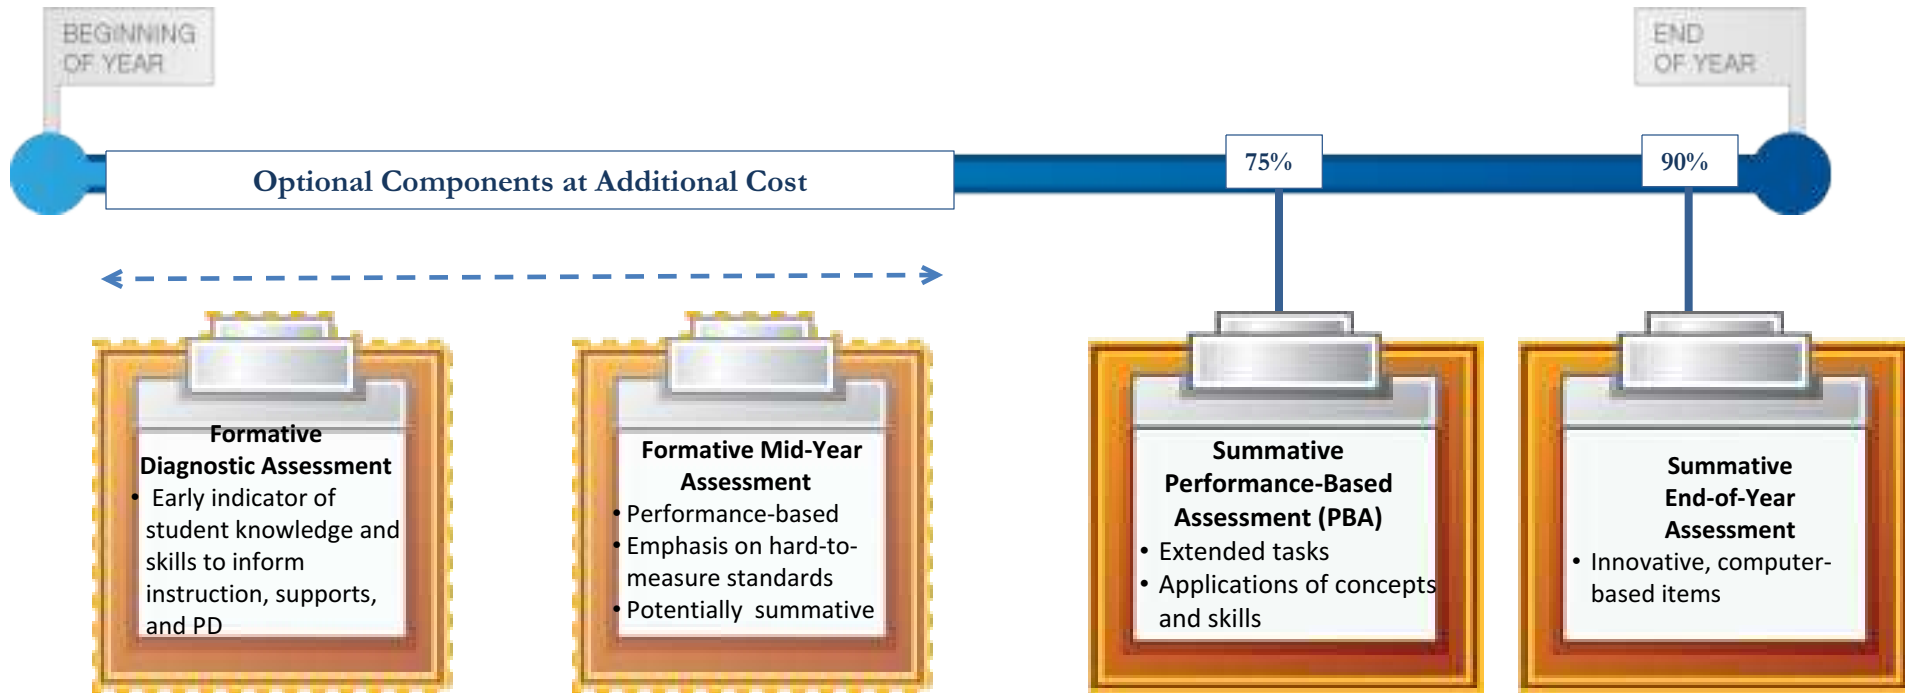 BEGINNING
OF YEAR
END
OF YEAR
Optional Components at Additional Cost
75%
90%
Formative
Diagnostic Assessment
• Early indicator of
student knowledge and
skills to inform
instruction, supports,
and PD
Formative Mid-Year
Assessment
• Performance-based
• Emphasis on hard-to-
measure standards
• Potentially summative
Summative
Performance-Based
Assessment (PBA)
• Extended tasks
• Applications of concepts
and skills
Summative
End-of-Year
Assessment
• Innovative, computer-
based items